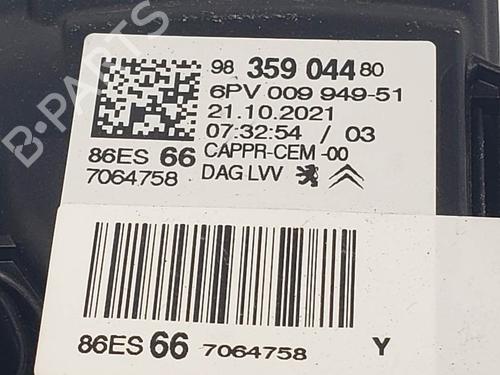 B-PARTS
98 359 044 80
6PV 009 949-51
21.10.2021
07:32:54 / 03
86ES 66 CAPPR-CEM -00
7064758 DAG LVV
86ES 66 7064758 Y